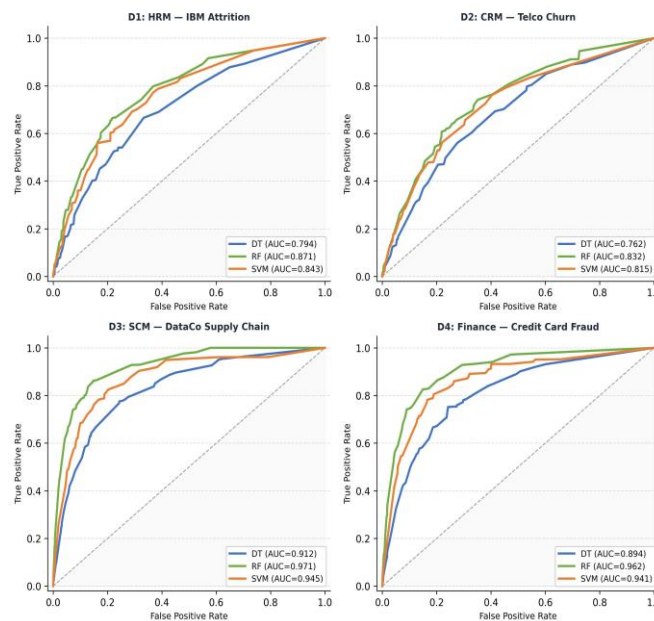 D1: HRM — IBM Attrition
1.0
0.8
0.6
0.4
0.2
0.0
True Positive Rate
DT (AUC=0.794)
RF (AUC=0.871)
SVM (AUC=0.843)
0.0 0.2 0.4 0.6 0.8 1.0
False Positive Rate
D2: CRM — Telco Churn
1.0
0.8
0.6
0.4
0.2
0.0
True Positive Rate
DT (AUC=0.762)
RF (AUC=0.832)
SVM (AUC=0.815)
0.0 0.2 0.4 0.6 0.8 1.0
False Positive Rate
D3: SCM — DataCo Supply Chain
1.0
0.8
0.6
0.4
0.2
0.0
True Positive Rate
DT (AUC=0.912)
RF (AUC=0.971)
SVM (AUC=0.945)
0.0 0.2 0.4 0.6 0.8 1.0
False Positive Rate
D4: Finance — Credit Card Fraud
1.0
0.8
0.6
0.4
0.2
0.0
True Positive Rate
DT (AUC=0.894)
RF (AUC=0.962)
SVM (AUC=0.941)
0.0 0.2 0.4 0.6 0.8 1.0
False Positive Rate